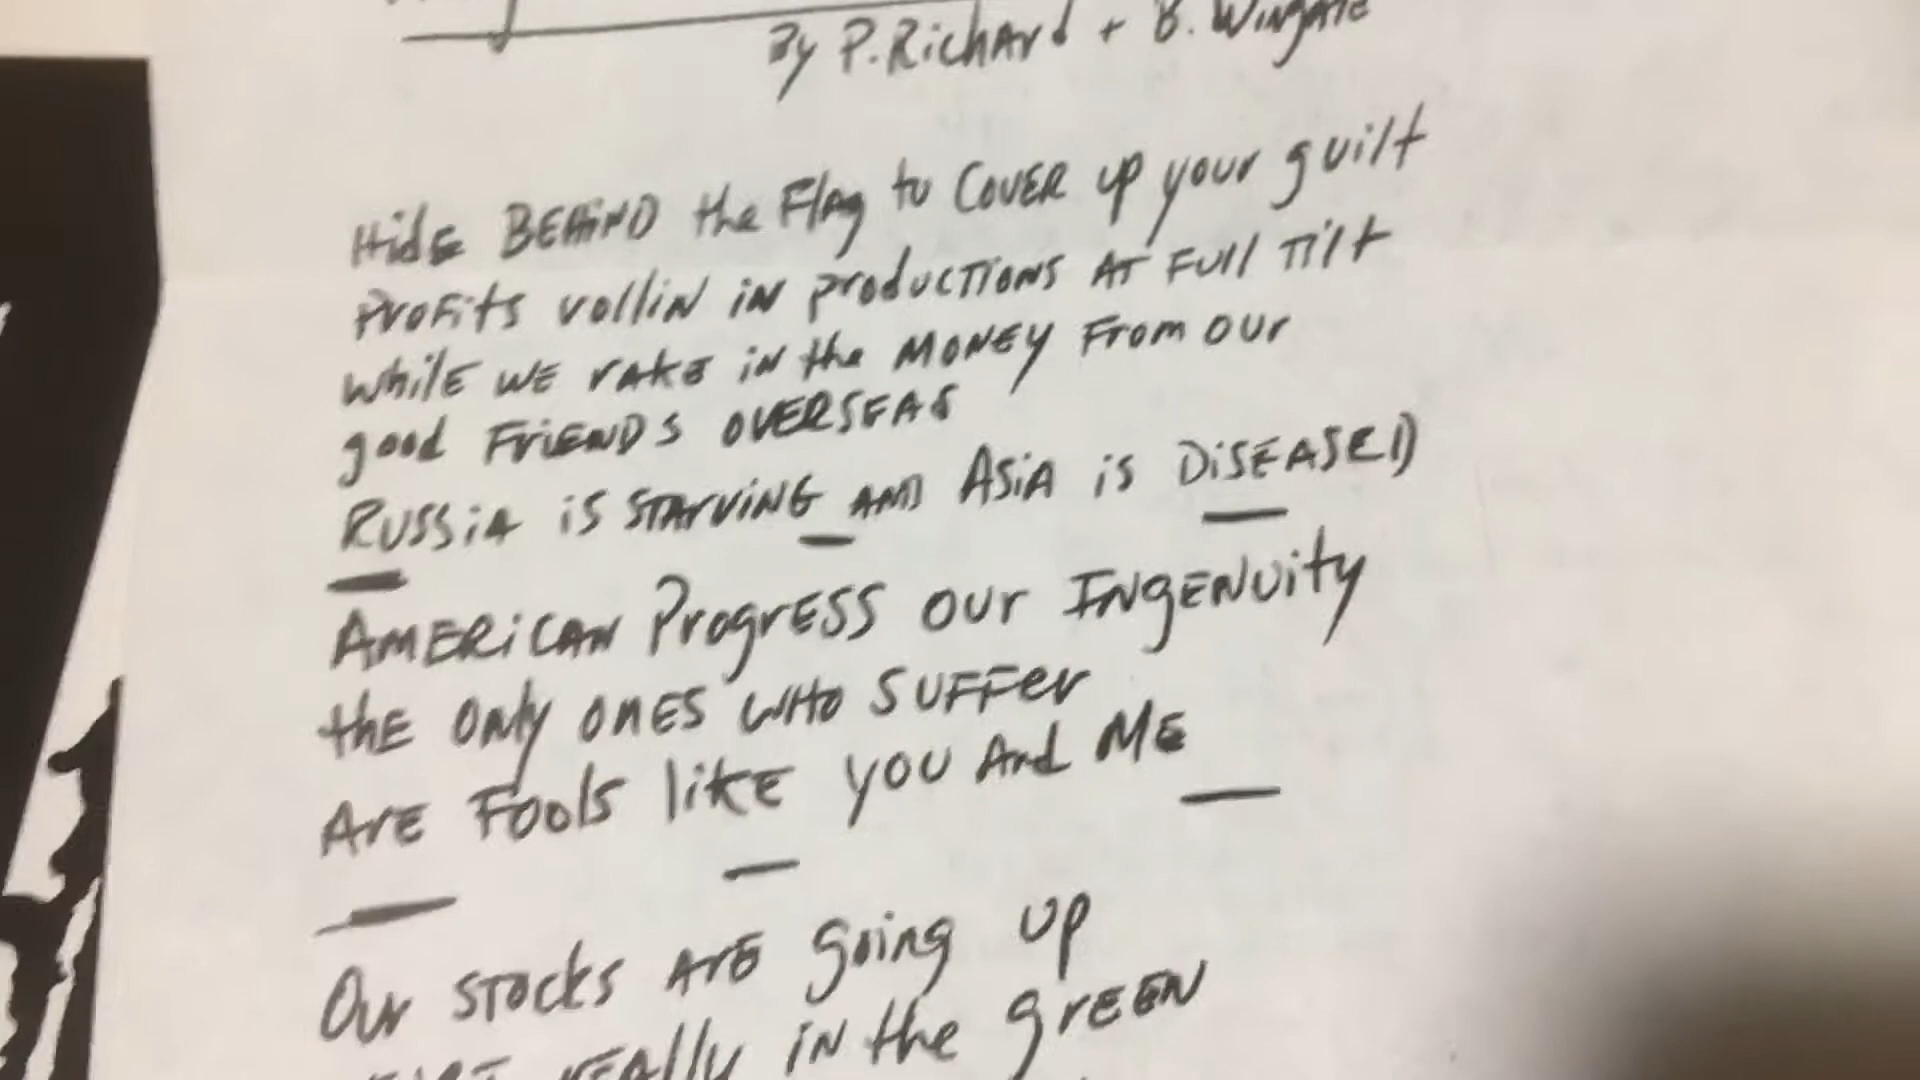 By P. Richard + B. Wingate
Hide BEHIND the Flag to COVER up your guilt
Profits rollin in productions AT Full Tilt
while WE rake in the MONEY From our
good FriENDS OVERSEAS
RUSSiA is STArViNG AND ASiA is DiSEASED
AMERiCAN ProgrESS our INgENUity
the Only ONES who SUFFer
ArE Fools likE you And ME
Our STOCKS ArE going up
really in the grEEN